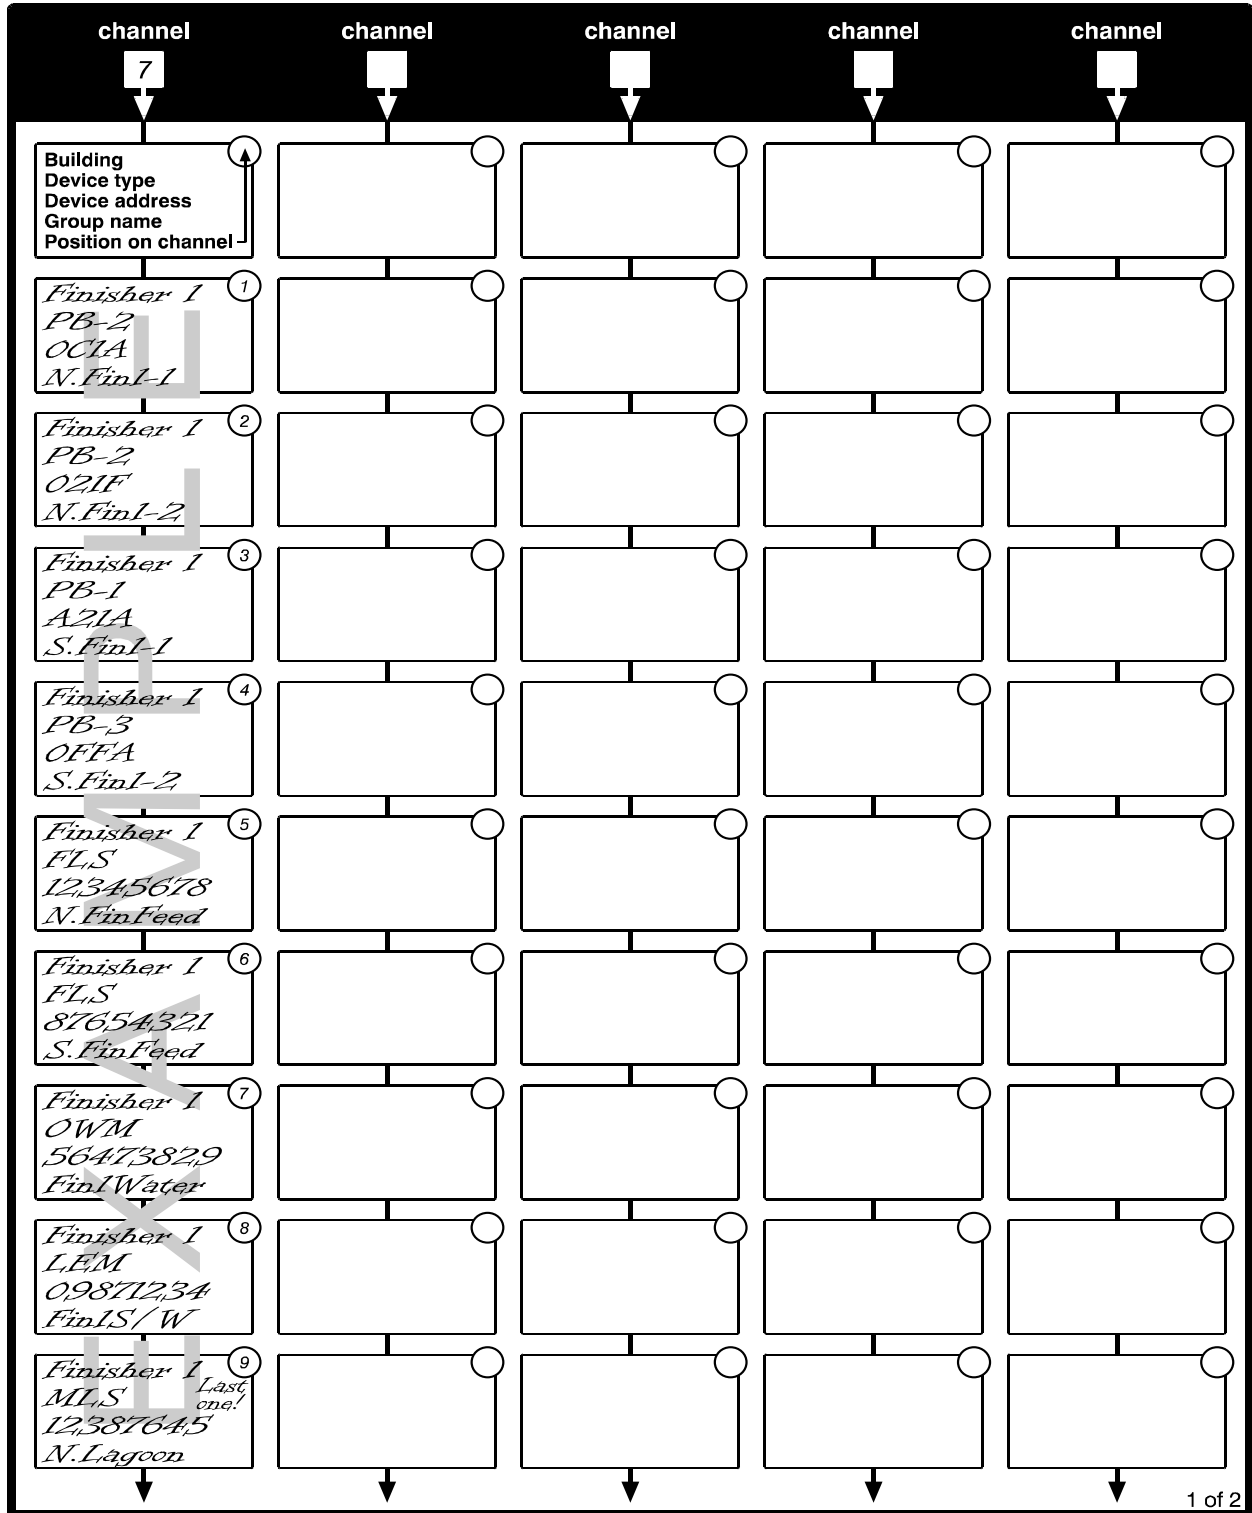 channel channel channel channel channel
7
Building
Device type
Device address
Group name
Position on channel
1
Finisher 1
PB-2
0C1A
N.Fin1-1
2
Finisher 1
PB-2
021F
N.Fin1-2
3
Finisher 1
PB-1
A21A
S.Fin1-1
4
Finisher 1
PB-3
0FFA
S.Fin1-2
5
Finisher 1
FLS
12345678
N.FinFeed
6
Finisher 1
FLS
87654321
S.FinFeed
7
Finisher 1
OWM
56473829
Fin1Water
8
Finisher 1
LEM
09871234
Fin1S/W
9
Finisher 1
MLS
Last
one!
12387645
N.Lagoon
EXAMPLE
1 of 2